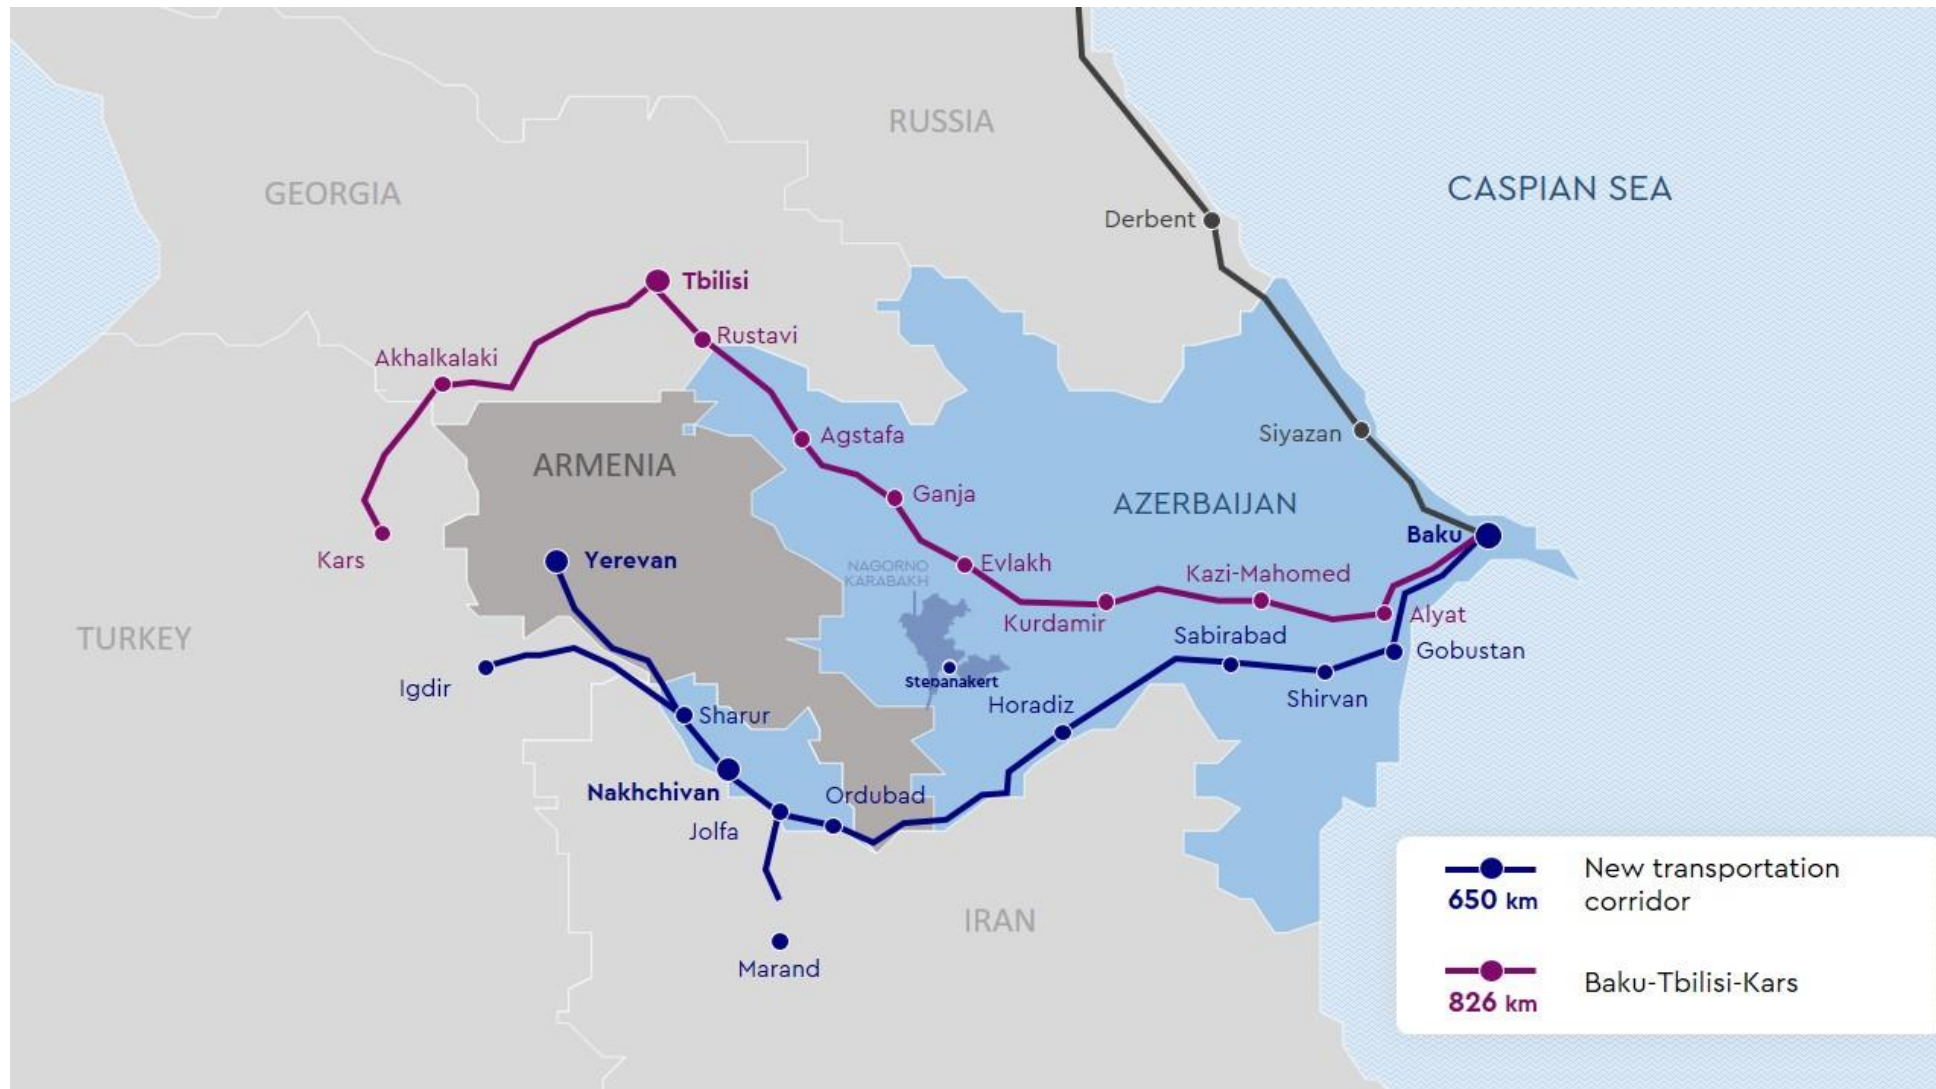 RUSSIA
CASPIAN SEA
GEORGIA
Derbent
Tbilisi
Rustavi
Akhalkalaki
Agstafa
Siyazan
ARMENIA
Ganja
AZERBAIJAN
Baku
Kars
Yerevan
NAGORNO
KARABAKH
Evlakh
Kazi-Mahomed
Kurdamir
Alyat
TURKEY
Sabirabad
Gobustan
Igdir
Stepanakert
Shirvan
Horadiz
Sharur
Nakhchivan
Ordubad
Jolfa
IRAN
Marand
New transportation
corridor
650 km
Baku-Tbilisi-Kars
826 km